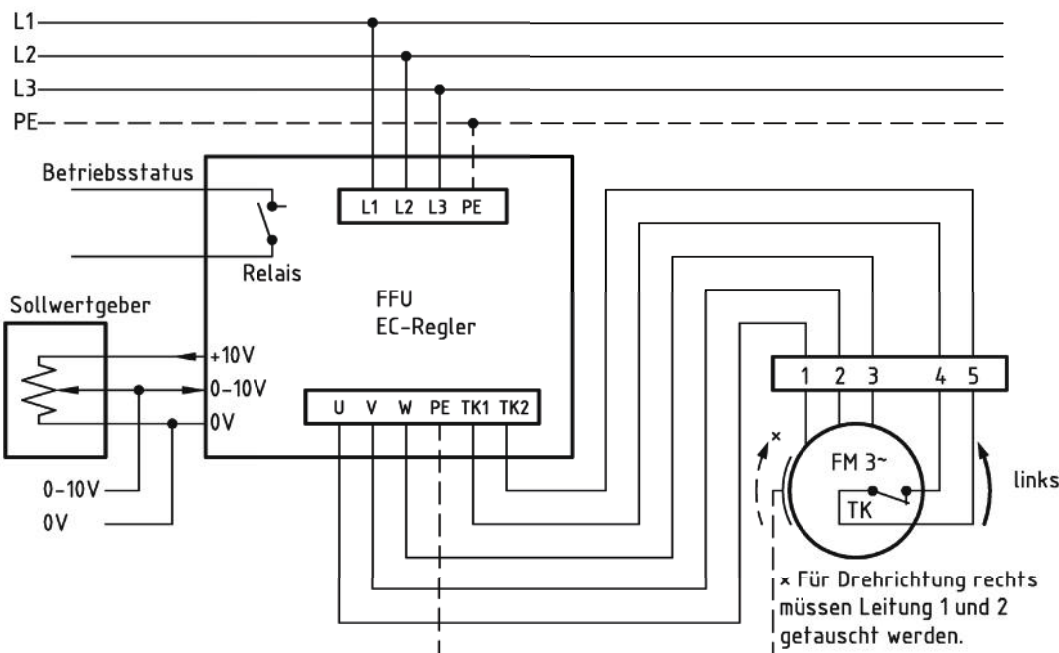 L1
L2
L3
PE
Betriebsstatus
L1 L2 L3 PE
Relais
Sollwertgeber
FFU
EC-Regler
+10V
0-10V
0V
U V W PE TK1 TK2
1 2 3 4 5
×
FM 3~
TK
links
0-10V
0V
× Für Drehrichtung rechts
müssen Leitung 1 und 2
getauscht werden.